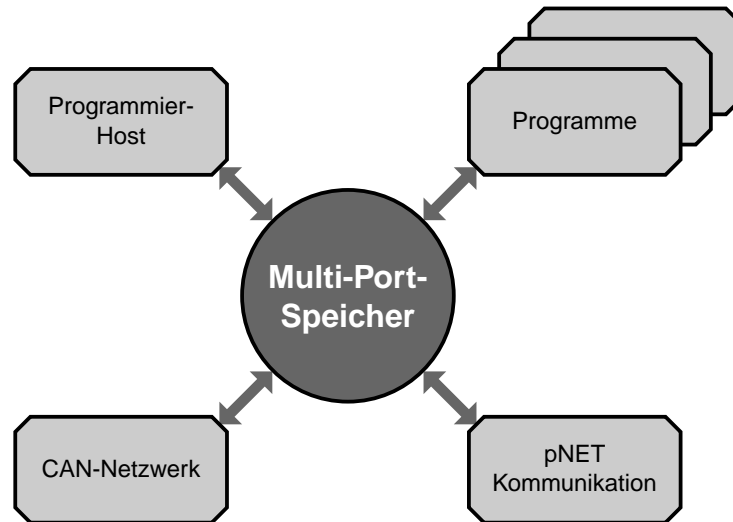 Programmier-
Host
Programme
Multi-Port-
Speicher
CAN-Netzwerk
pNET
Kommunikation